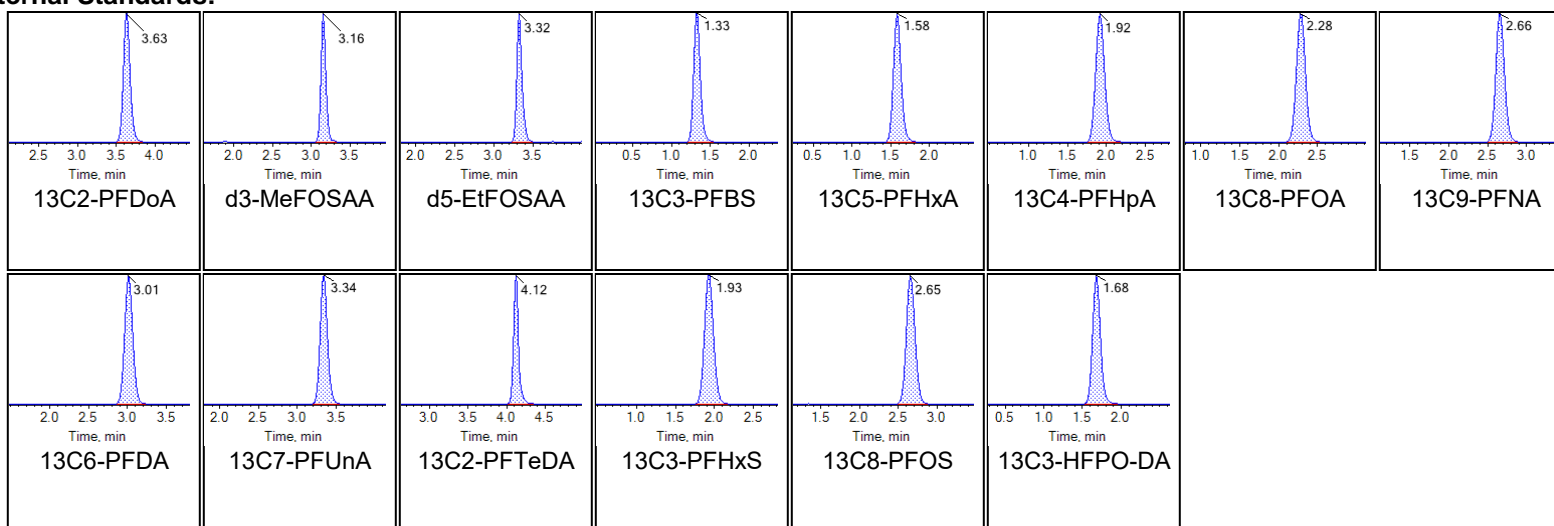 ternal Standards:
3.63 3.16 3.32 1.33 1.58 1.92 2.28 2.66
2.5 3.0 3.5 4.0 2.0 2.5 3.0 3.5 2.0 2.5 3.0 3.5 0.5 1.0 1.5 2.0 0.5 1.0 1.5 2.0 1.0 1.5 2.0 2.5 1.0 1.5 2.0 2.5 1.5 2.0 2.5 3.0
Time, min Time, min Time, min Time, min Time, min Time, min Time, min Time, min
13C2-PFDoA d3-MeFOSAA d5-EtFOSAA 13C3-PFBS 13C5-PFHxA 13C4-PFHpA 13C8-PFOA 13C9-PFNA
3.01 3.34 4.12 1.93 2.65 1.68
2.0 2.5 3.0 3.5 2.0 2.5 3.0 3.5 3.0 3.5 4.0 4.5 1.0 1.5 2.0 2.5 1.5 2.0 2.5 3.0 0.5 1.0 1.5 2.0
Time, min Time, min Time, min Time, min Time, min Time, min
13C6-PFDA 13C7-PFUnA 13C2-PFTeDA 13C3-PFHxS 13C8-PFOS 13C3-HFPO-DA